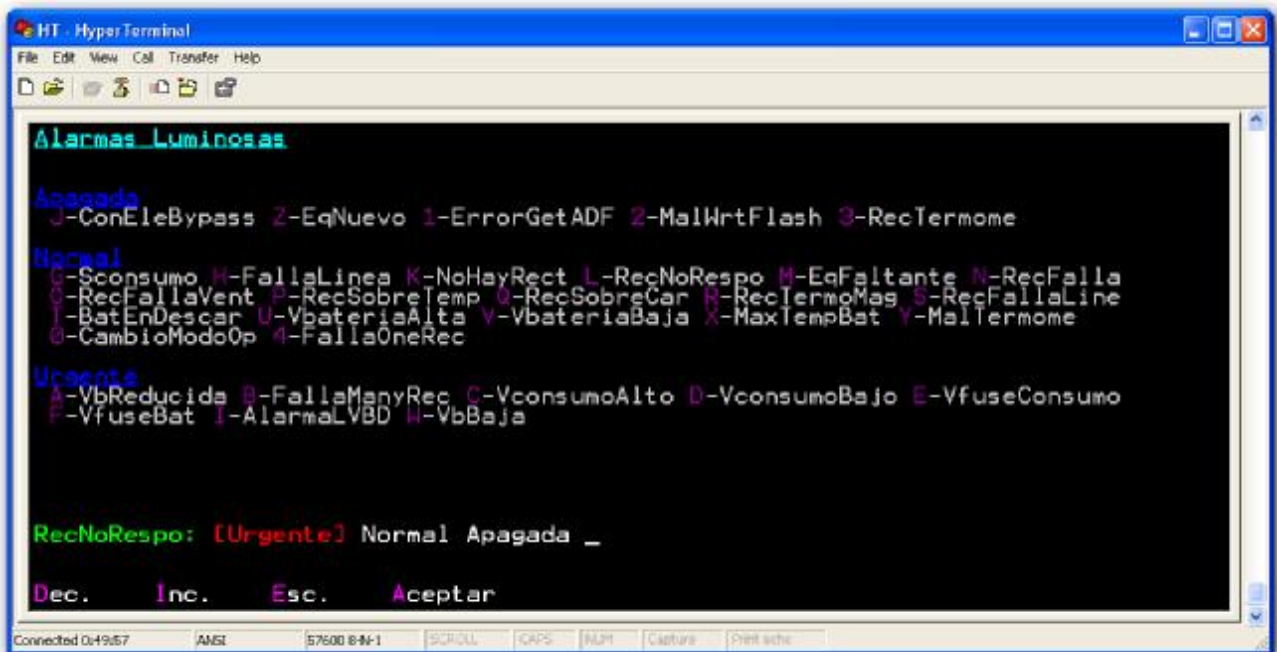 HT - HyperTerminal
File Edit View Call Transfer Help
Alarmas Luminosas
Apagada
J-ConEleBypass Z-EqNuevo 1-ErrorGetADF 2-MalWrtFlash 3-RecTermome
Normal
G-Sconsumo H-FallaLinea K-NoHayRect L-RecNoRespo M-EqFaltante N-RecFalla
O-RecFallaVent P-RecSobreTemp Q-RecSobreCar R-RecTermoMag S-RecFallaLine
T-BatEnDescar U-VbateriaAlta V-VbateriaBaja X-MaxTempBat Y-MalTermome
0-CambioModoOp 4-FallaOneRec
Urgente
A-VbReducida B-FallaManyRec C-VconsumoAlto D-VconsumoBajo E-VfuseConsumo
F-VfuseBat I-AlarmaLVBD W-VbBaja
RecNoRespo: [Urgente] Normal Apagada _
Dec. Inc. Esc. Aceptar
Connected 0:49:57 ANSI 57600 8-N-1 SCROLL CAPS NUM Capture Print echo